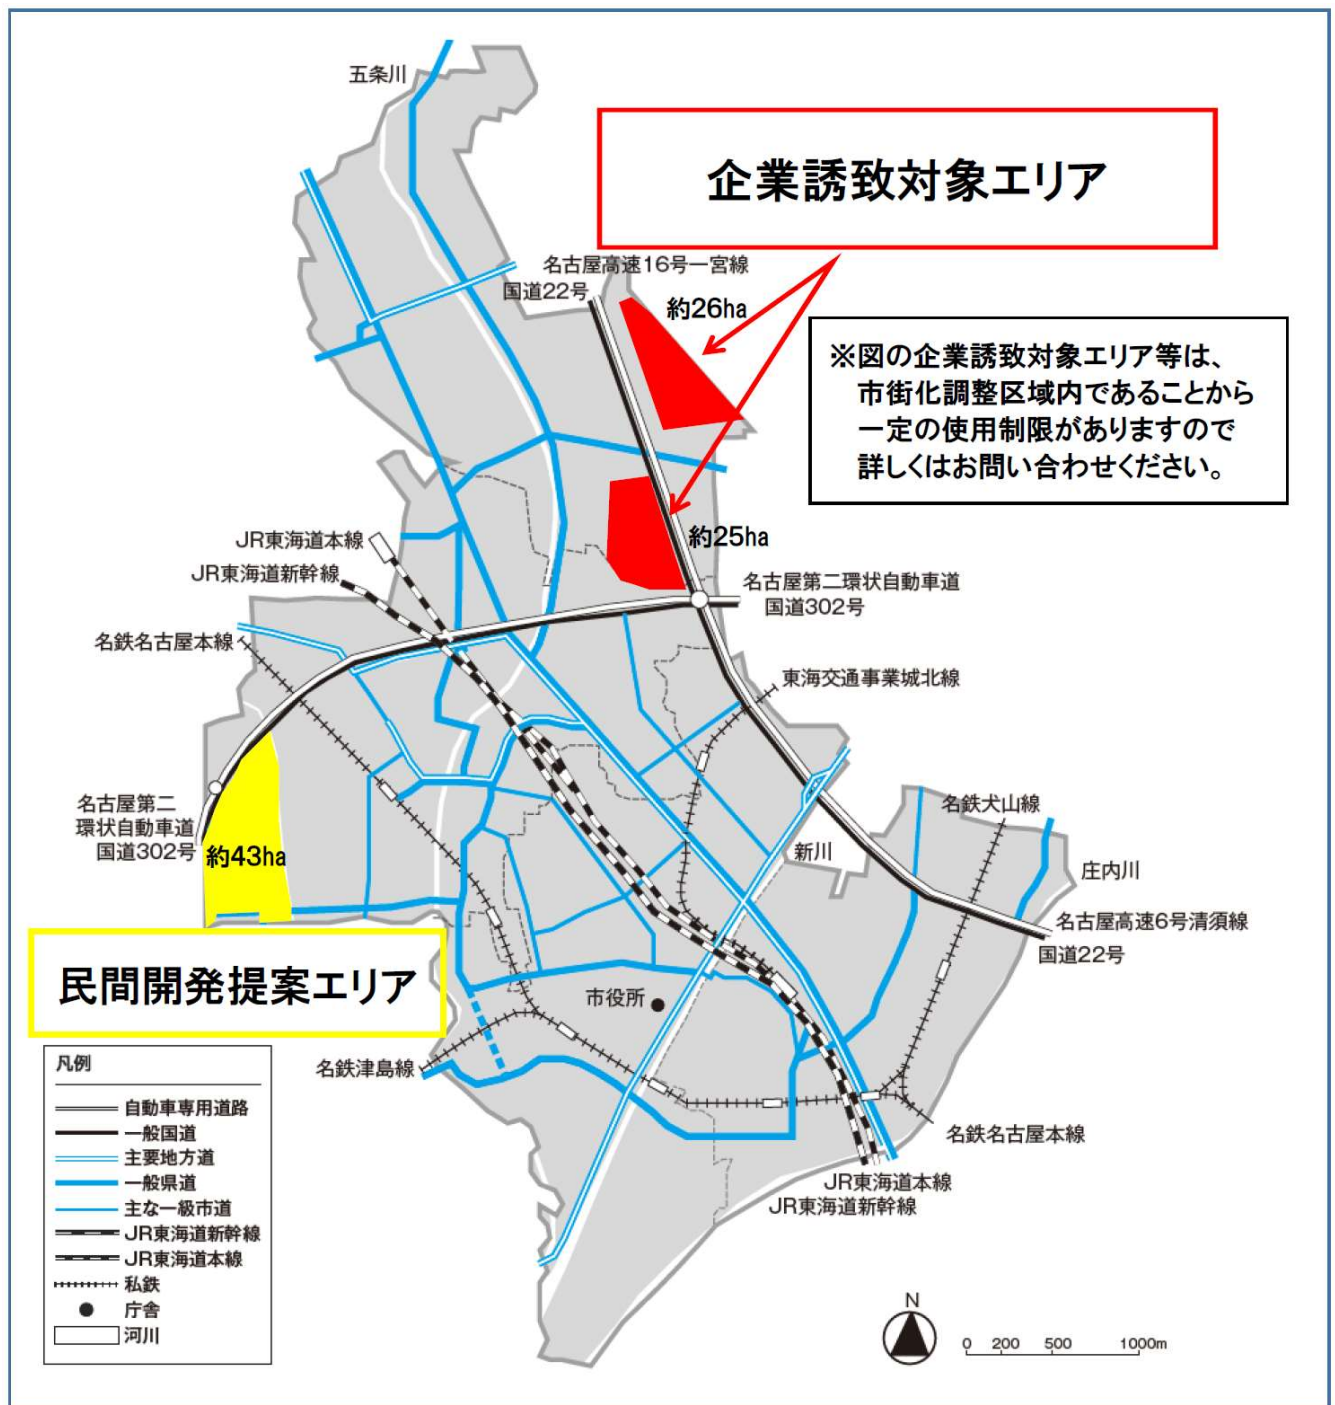 五条川
企業誘致対象エリア
名古屋高速16号一宮線
国道22号
約26ha
※図の企業誘致対象エリア等は、
市街化調整区域内であることから
一定の使用制限がありますので
詳しくはお問い合わせください。
約25ha
JR東海道本線
JR東海道新幹線
名古屋第二環状自動車道
国道302号
名鉄名古屋本線
東海交通事業城北線
名古屋第二
環状自動車道
国道302号
約43ha
名鉄犬山線
新川
庄内川
名古屋高速6号清須線
国道22号
民間開発提案エリア
市役所
名鉄津島線
名鉄名古屋本線
JR東海道本線
JR東海道新幹線
凡例
自動車専用道路
一般国道
主要地方道
一般県道
主な一級市道
JR東海道新幹線
JR東海道本線
私鉄
庁舎
河川
N
0 200 500 1000m